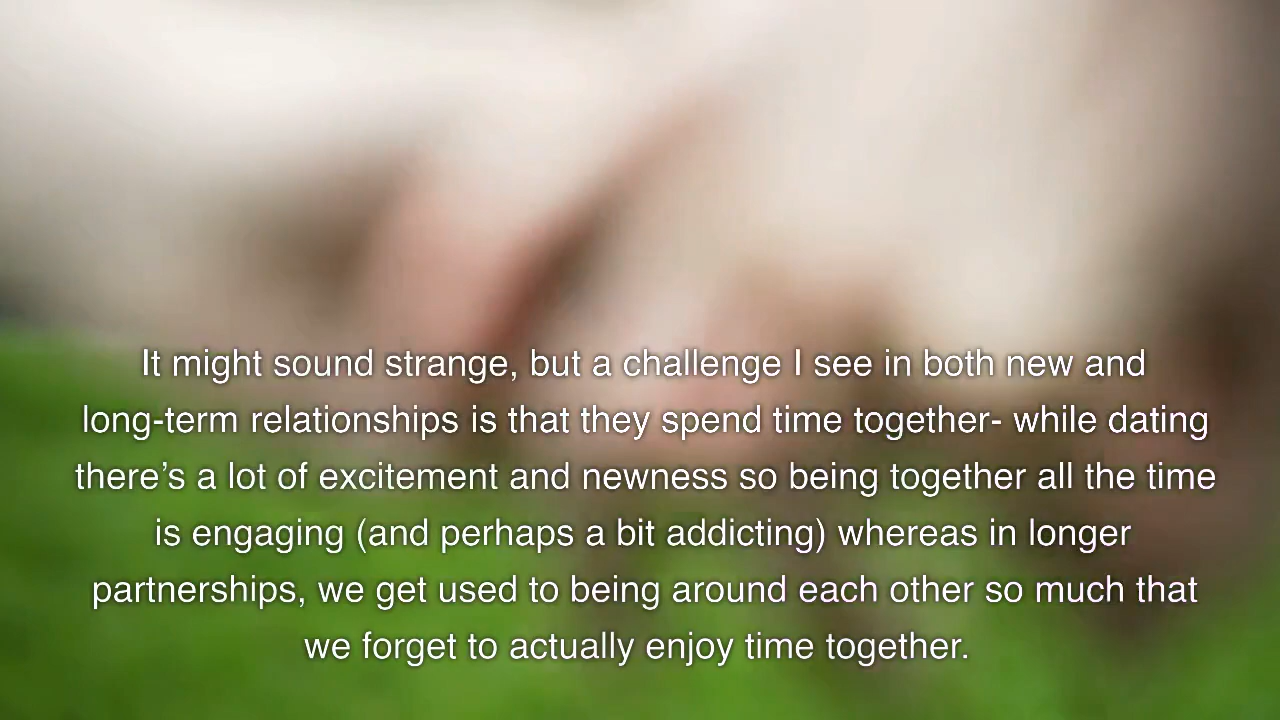 It might sound strange, but a challenge I see in both new and
long-term relationships is that they spend time together- while dating
there’s a lot of excitement and newness so being together all the time
is engaging (and perhaps a bit addicting) whereas in longer
partnerships, we get used to being around each other so much that
we forget to actually enjoy time together.